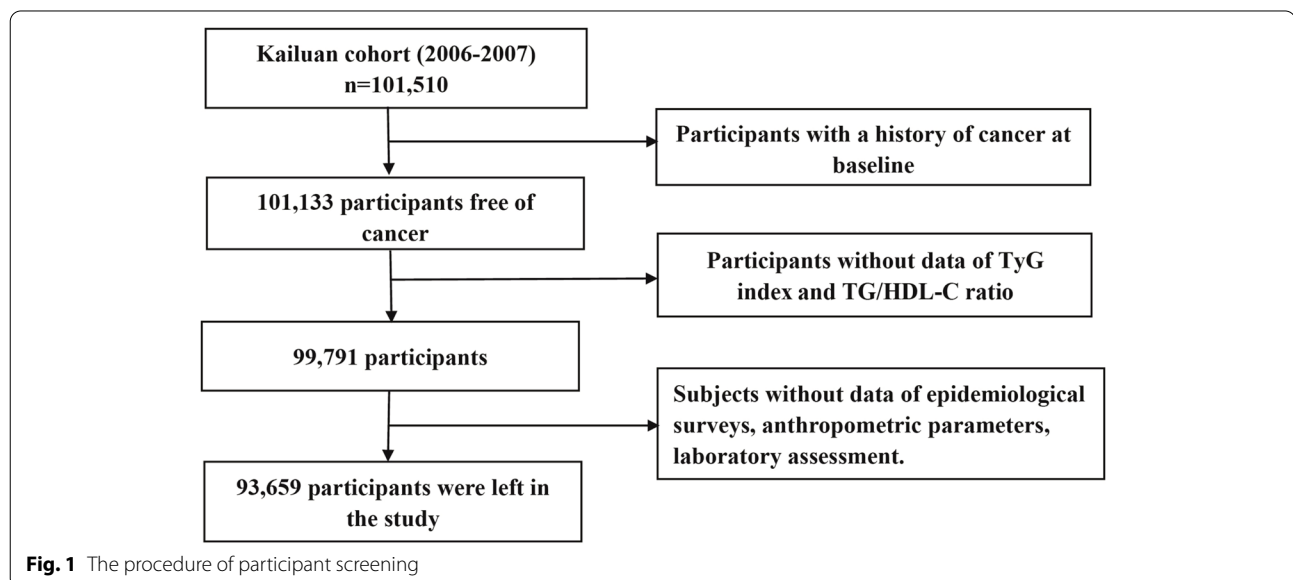 Kailuan cohort (2006-2007)
n=101,510
Participants with a history of cancer at
baseline
101,133 participants free of
cancer
Participants without data of TyG
index and TG/HDL-C ratio
99,791 participants
Subjects without data of epidemiological
surveys, anthropometric parameters,
laboratory assessment.
93,659 participants were left in
the study
Fig. 1 The procedure of participant screening